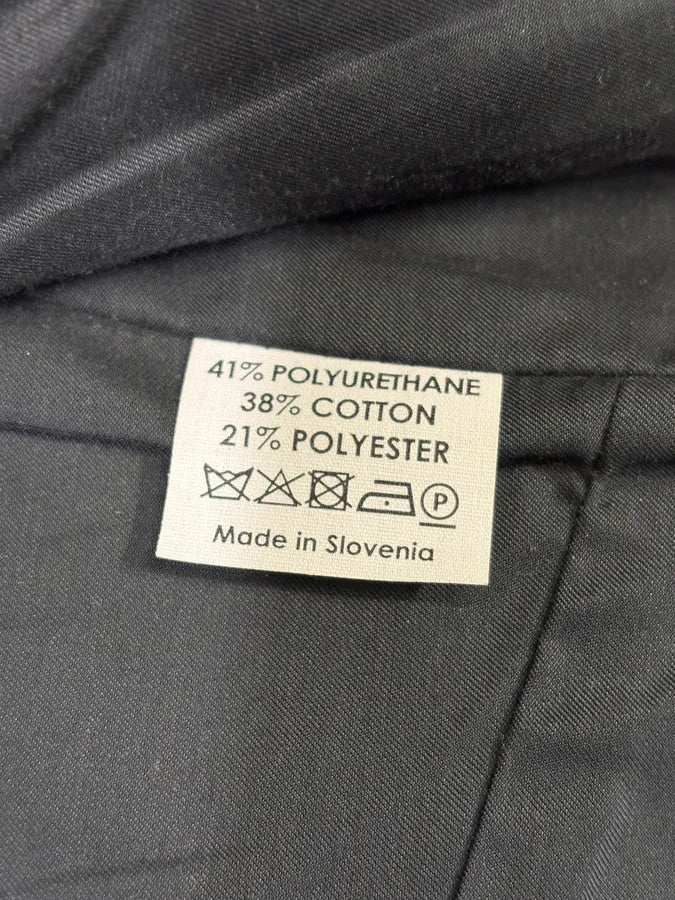 41% POLYURETHANE
38% COTTON
21% POLYESTER
P
Made in Slovenia